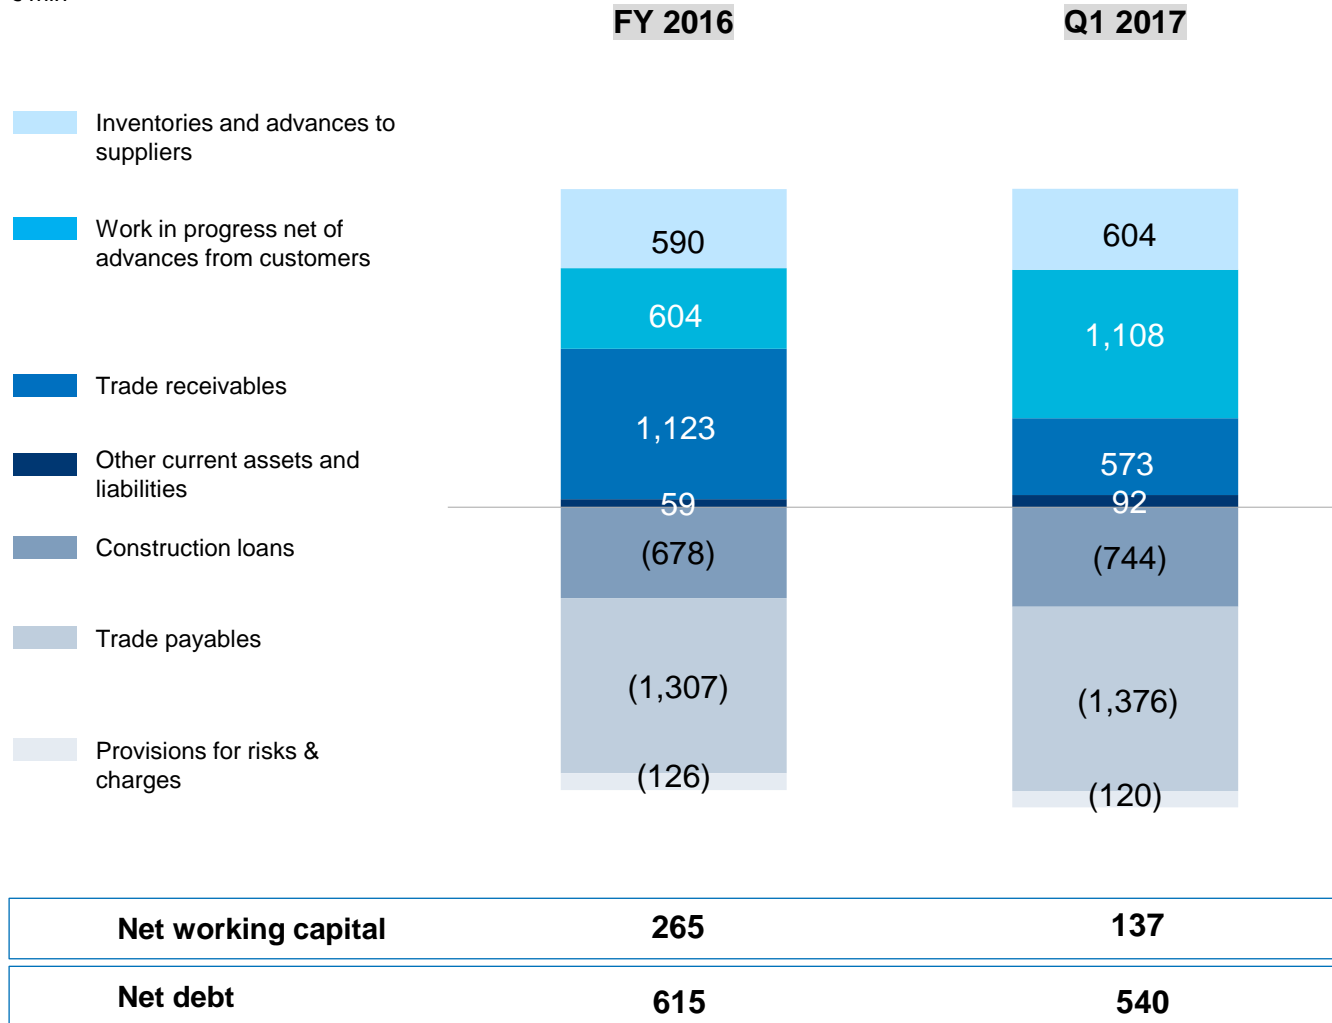 FY 2016
Q1 2017
Inventories and advances to
suppliers
590
604
Work in progress net of
advances from customers
604
1,108
Trade receivables
1,123
573
Other current assets and
liabilities
59
92
Construction loans
(678)
(744)
Trade payables
(1,307)
(1,376)
Provisions for risks &
charges
(126)
(120)
Net working capital
265
137
Net debt
615
540